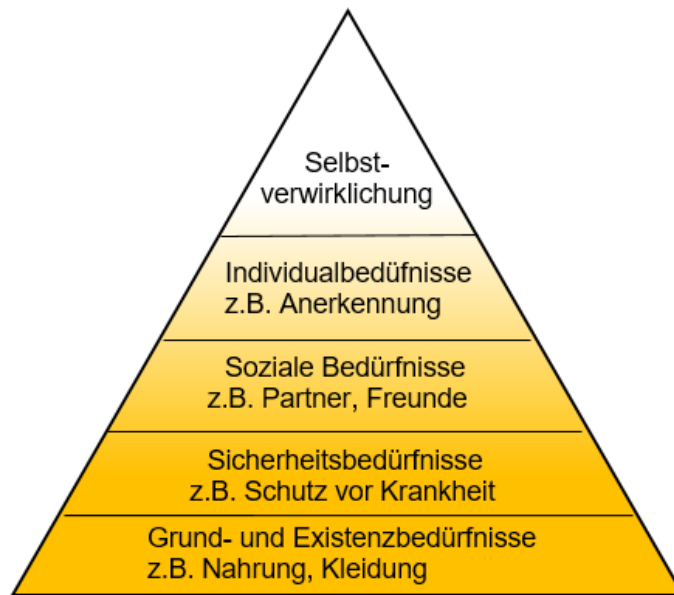 Selbst-
verwirklichung
Individualbedüfnisse
z.B. Anerkennung
Soziale Bedürfnisse
z.B. Partner, Freunde
Sicherheitsbedürfnisse
z.B. Schutz vor Krankheit
Grund- und Existenzbedürfnisse
z.B. Nahrung, Kleidung